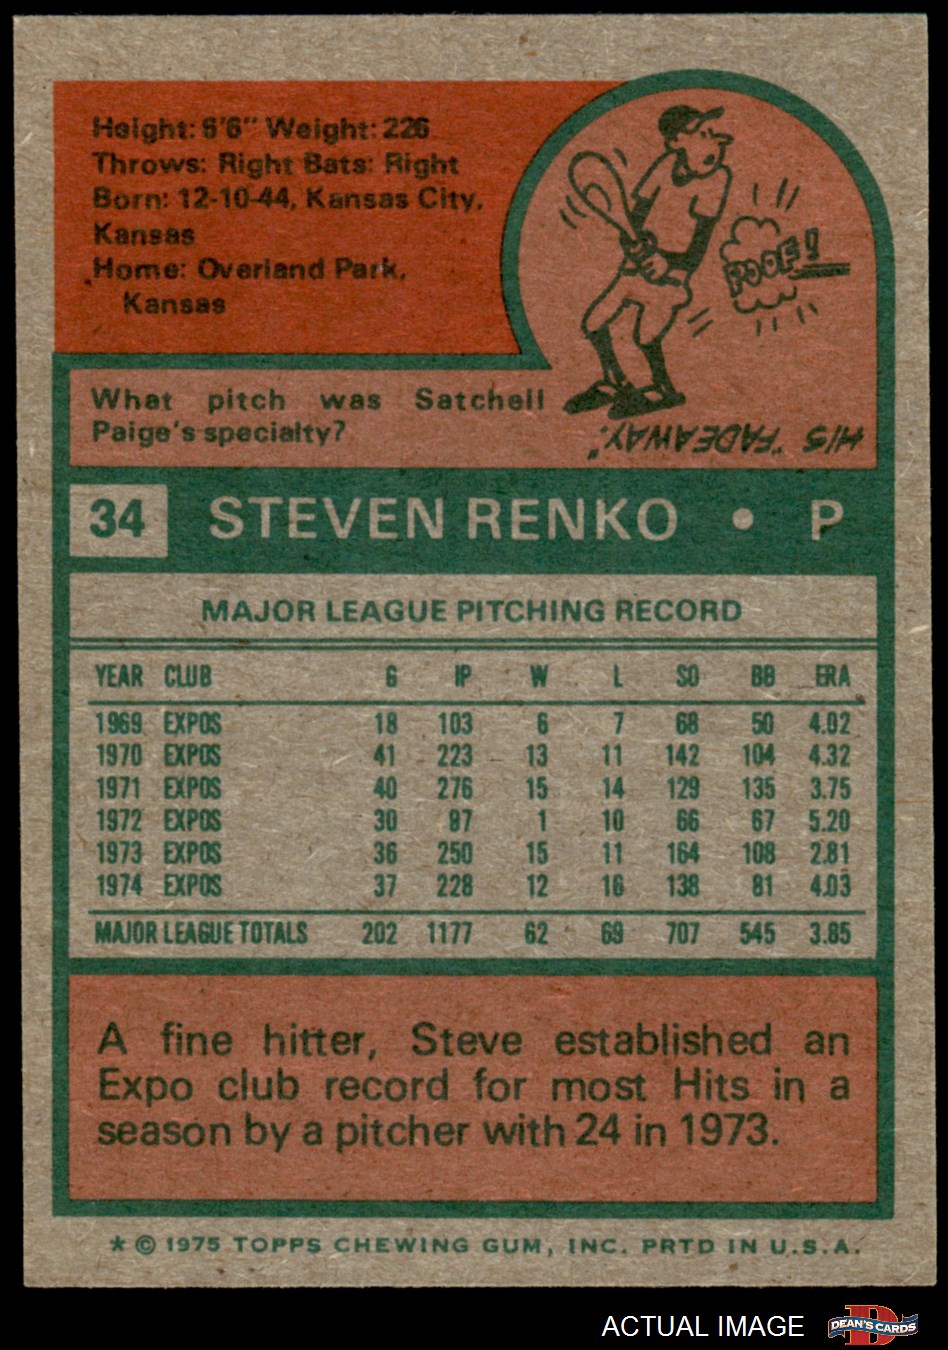 Height: 6'6" Weight: 226
Throws: Right Bats: Right
Born: 12-10-44, Kansas City,
Kansas
Home: Overland Park,
Kansas
POOF!!
What pitch was Satchell
Paige's specialty?
HIS "FADEAWAY."
34 STEVEN RENKO • P
MAJOR LEAGUE PITCHING RECORD
YEAR CLUB G IP W L SO BB ERA
1969 EXPOS 18 103 6 7 68 50 4.02
1970 EXPOS 41 223 13 11 142 104 4.32
1971 EXPOS 40 276 15 14 129 135 3.75
1972 EXPOS 30 97 1 10 66 67 5.20
1973 EXPOS 36 250 15 11 164 108 2.81
1974 EXPOS 37 228 12 16 138 81 4.03
MAJOR LEAGUE TOTALS 202 1177 62 69 707 545 3.85
A fine hitter, Steve established an
Expo club record for most Hits in a
season by a pitcher with 24 in 1973.
* © 1975 TOPPS CHEWING GUM, INC. PRTD IN U.S.A.
ACTUAL IMAGE
DEAN'S CARDS